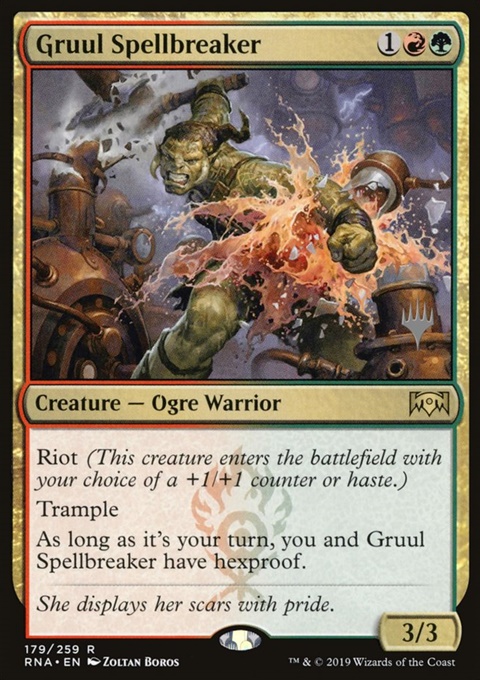 Gruul Spellbreaker 1
Creature — Ogre Warrior
Riot (This creature enters the battlefield with
your choice of a +1/+1 counter or haste.)
Trample
As long as it's your turn, you and Gruul
Spellbreaker have hexproof.
She displays her scars with pride.
3/3
179/259 R
RNA • EN Zoltan Boros
™ & © 2019 Wizards of the Coast